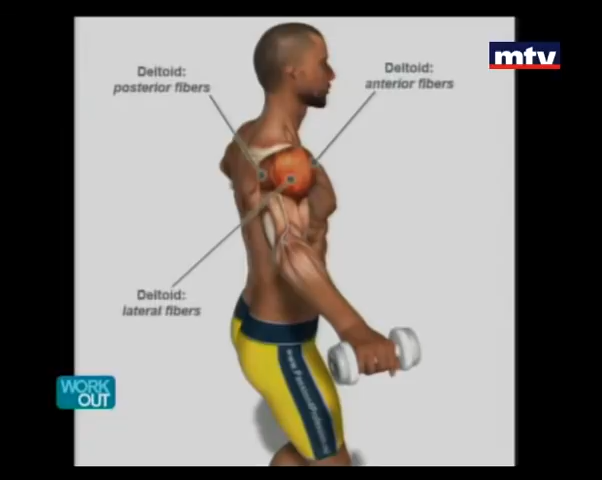 mtv
Deltoid:
posterior fibers
Deltoid:
anterior fibers
Deltoid:
lateral fibers
WORK
OUT